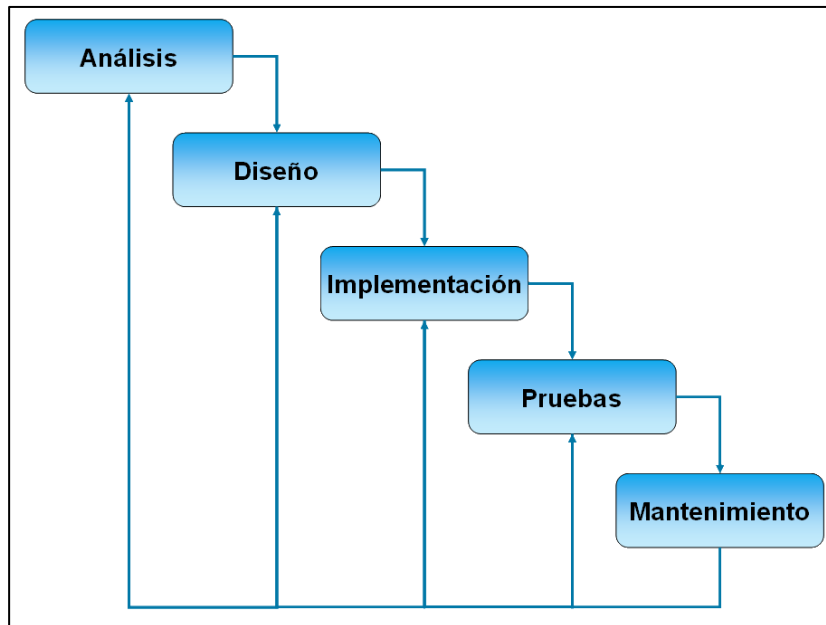 Análisis
Diseño
Implementación
Pruebas
Mantenimiento